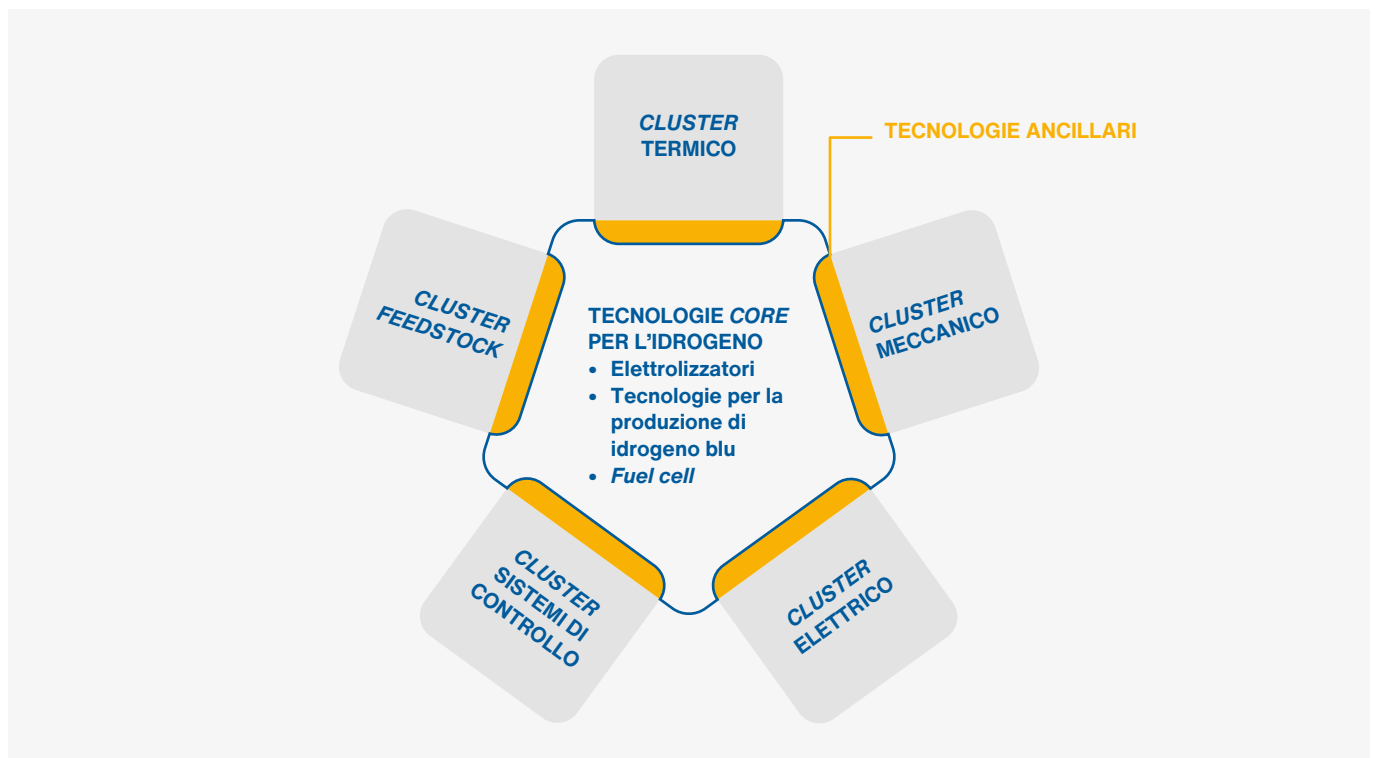 CLUSTER
TERMICO
TECNOLOGIE ANCILLARI
CLUSTER
FEEDSTOCK
TECNOLOGIE CORE
PER L'IDROGENO
• Elettrolizzatori
• Tecnologie per la
produzione di
idrogeno blu
• Fuel cell
CLUSTER
MECCANICO
CLUSTER
SISTEMI DI
CONTROLLO
CLUSTER
ELETTRICO